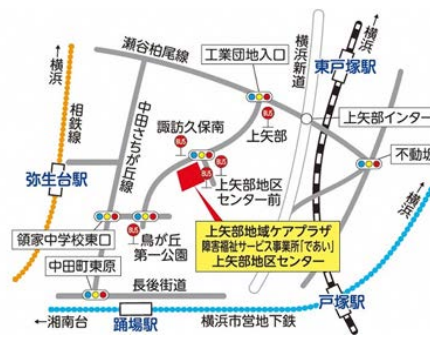 瀬谷柏尾線
工業団地入口
横浜新道
←横浜
東戸塚駅
←横浜
相鉄線
中田さちが丘線
諏訪久保南
BUS
上矢部
BUS
上矢部インター
BUS
不動坂
弥生台駅
BUS
上矢部地区
センター前
横浜→
領家中学校東口
BUS
鳥が丘
第一公園
上矢部地域ケアプラザ
障害福祉サービス事業所「であい」
上矢部地区センター
中田町東原
長後街道
戸塚駅
←湘南台
踊場駅
横浜市営地下鉄